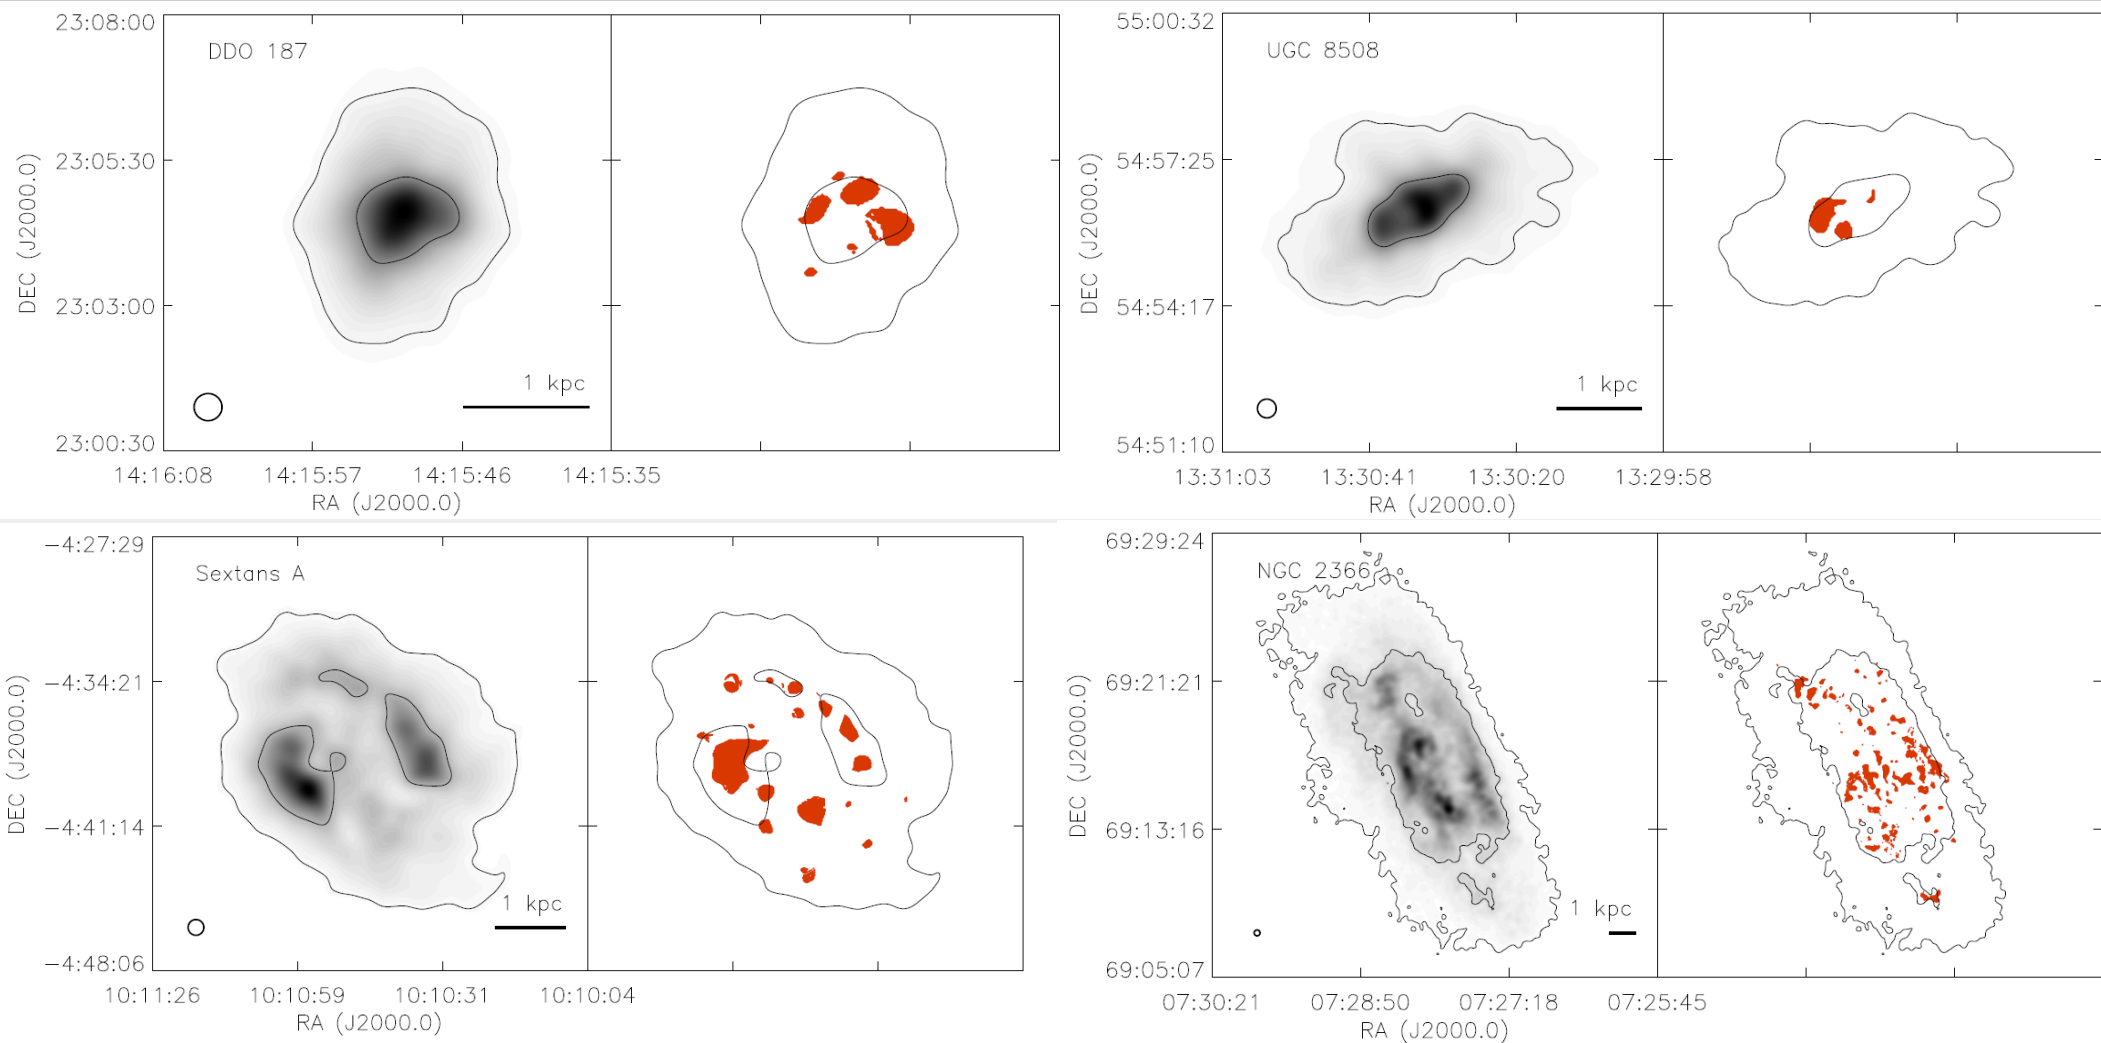 23:08:00
DDO 187
23:05:30
DEC (J2000.0)
23:03:00
1 kpc
23:00:30
14:16:08 14:15:57 14:15:46 14:15:35
RA (J2000.0)
55:00:32
UGC 8508
54:57:25
DEC (J2000.0)
54:54:17
1 kpc
54:51:10
13:31:03 13:30:41 13:30:20 13:29:58
RA (J2000.0)
−4:27:29
Sextans A
−4:34:21
DEC (J2000.0)
−4:41:14
1 kpc
−4:48:06
10:11:26 10:10:59 10:10:31 10:10:04
RA (J2000.0)
69:29:24
NGC 2366
69:21:21
DEC (J2000.0)
69:13:16
1 kpc
69:05:07
07:30:21 07:28:50 07:27:18 07:25:45
RA (J2000.0)